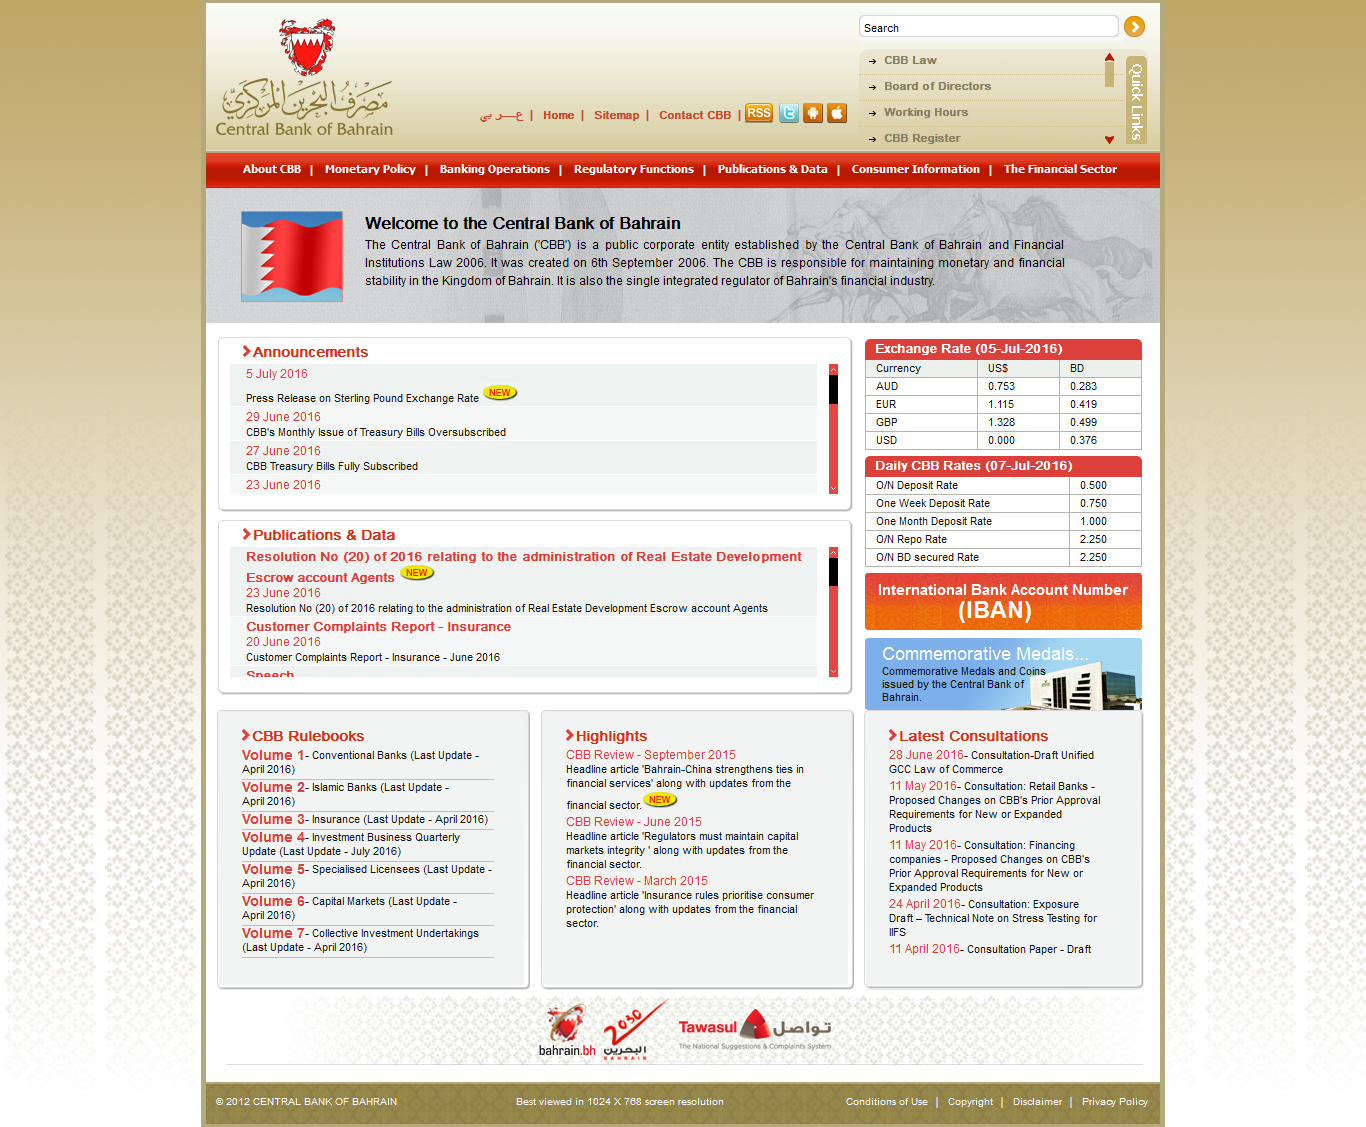 مصرف البحرين المركزي
Central Bank of Bahrain
عـــربي | Home | Sitemap | Contact CBB | RSS
Search
CBB Law
Board of Directors
Working Hours
CBB Register
Quick Links
About CBB | Monetary Policy | Banking Operations | Regulatory Functions | Publications & Data | Consumer Information | The Financial Sector
Welcome to the Central Bank of Bahrain
The Central Bank of Bahrain ('CBB') is a public corporate entity established by the Central Bank of Bahrain and Financial
Institutions Law 2006. It was created on 6th September 2006. The CBB is responsible for maintaining monetary and financial
stability in the Kingdom of Bahrain. It is also the single integrated regulator of Bahrain's financial industry.
Announcements
5 July 2016
Press Release on Sterling Pound Exchange Rate NEW
29 June 2016
CBB's Monthly Issue of Treasury Bills Oversubscribed
27 June 2016
CBB Treasury Bills Fully Subscribed
23 June 2016
Publications & Data
Resolution No (20) of 2016 relating to the administration of Real Estate Development
Escrow account Agents NEW
23 June 2016
Resolution No (20) of 2016 relating to the administration of Real Estate Development Escrow account Agents
Customer Complaints Report - Insurance
20 June 2016
Customer Complaints Report - Insurance - June 2016
Speech
Exchange Rate (05-Jul-2016)
Currency US$ BD
AUD 0.753 0.283
EUR 1.115 0.419
GBP 1.328 0.499
USD 0.000 0.376
Daily CBB Rates (07-Jul-2016)
O/N Deposit Rate 0.500
One Week Deposit Rate 0.750
One Month Deposit Rate 1.000
O/N Repo Rate 2.250
O/N BD secured Rate 2.250
International Bank Account Number
(IBAN)
Commemorative Medals...
Commemorative Medals and Coins
issued by the Central Bank of
Bahrain.
CBB Rulebooks
Volume 1- Conventional Banks (Last Update -
April 2016)
Volume 2- Islamic Banks (Last Update -
April 2016)
Volume 3- Insurance (Last Update - April 2016)
Volume 4- Investment Business Quarterly
Update (Last Update - July 2016)
Volume 5- Specialised Licensees (Last Update -
April 2016)
Volume 6- Capital Markets (Last Update -
April 2016)
Volume 7- Collective Investment Undertakings
(Last Update - April 2016)
Highlights
CBB Review - September 2015
Headline article 'Bahrain-China strengthens ties in
financial services' along with updates from the
financial sector. NEW
CBB Review - June 2015
Headline article 'Regulators must maintain capital
markets integrity ' along with updates from the
financial sector.
CBB Review - March 2015
Headline article 'Insurance rules prioritise consumer
protection' along with updates from the financial
sector.
Latest Consultations
28 June 2016- Consultation-Draft Unified
GCC Law of Commerce
11 May 2016- Consultation: Retail Banks -
Proposed Changes on CBB's Prior Approval
Requirements for New or Expanded
Products
11 May 2016- Consultation: Financing
companies - Proposed Changes on CBB's
Prior Approval Requirements for New or
Expanded Products
24 April 2016- Consultation: Exposure
Draft – Technical Note on Stress Testing for
IIFS
11 April 2016- Consultation Paper - Draft
bahrain.bh
2030
البحرين
BAHRAIN
Tawasul تواصل
The National Suggestions & Complaints System
© 2012 CENTRAL BANK OF BAHRAIN
Best viewed in 1024 X 768 screen resolution
Conditions of Use | Copyright | Disclaimer | Privacy Policy